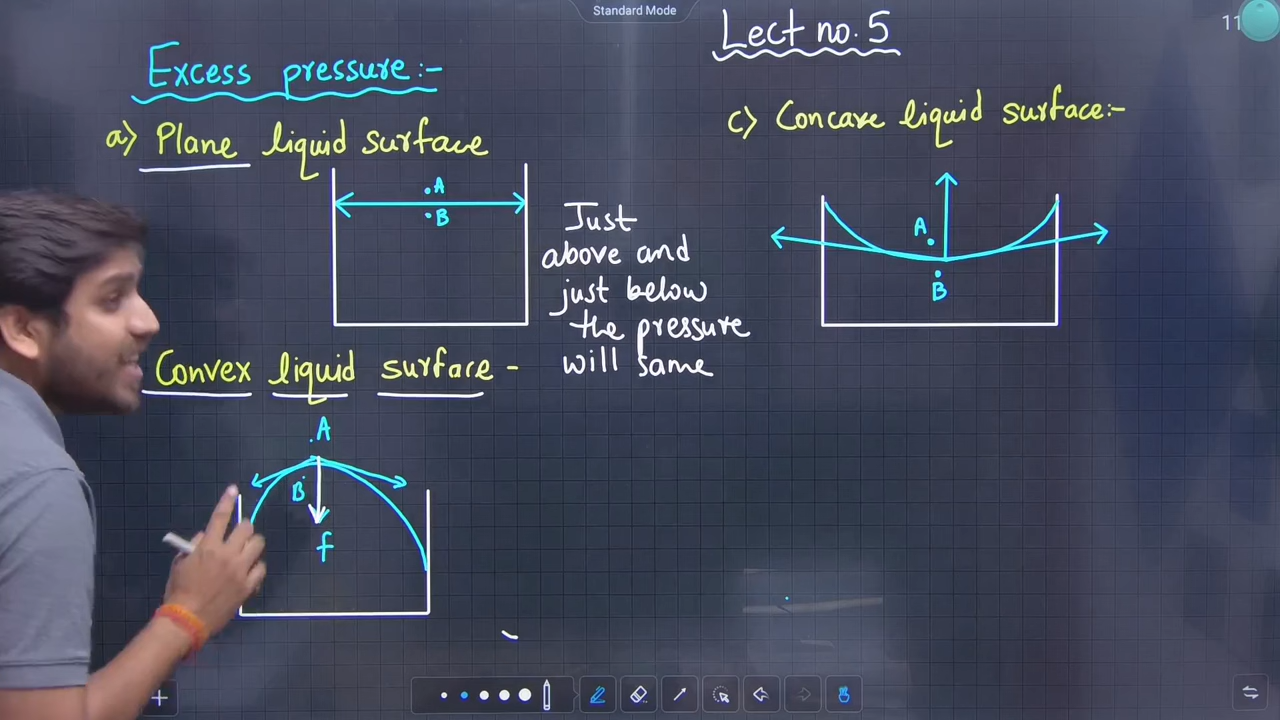 Standard Mode
Lect no. 5
11
Excess pressure:-
a) Plane liquid surface
A
B
Just
above and
just below
the pressure
will same
Convex liquid surface -
A
B
f
c) Concave liquid surface:-
A
B